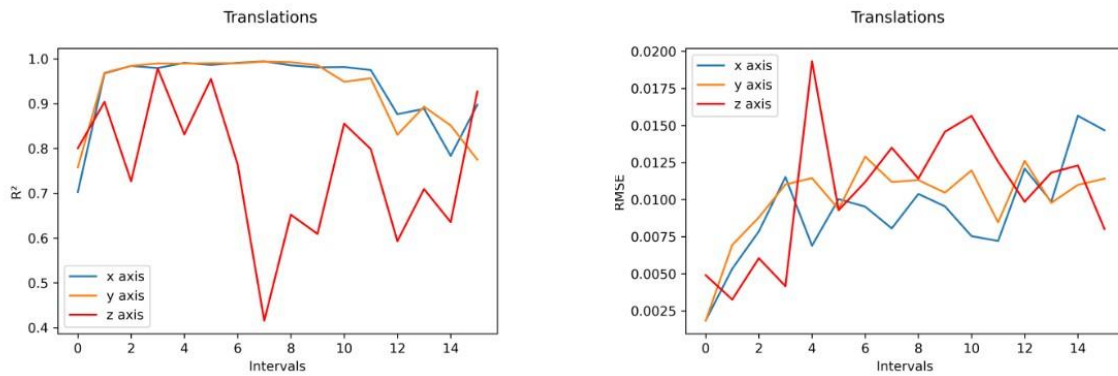 Translations
1.0
0.9
0.8
0.7
0.6
0.5
0.4
R²
x axis
y axis
z axis
0 2 4 6 8 10 12 14
Intervals
Translations
0.0200
0.0175
0.0150
0.0125
0.0100
0.0075
0.0050
0.0025
RMSE
x axis
y axis
z axis
0 2 4 6 8 10 12 14
Intervals